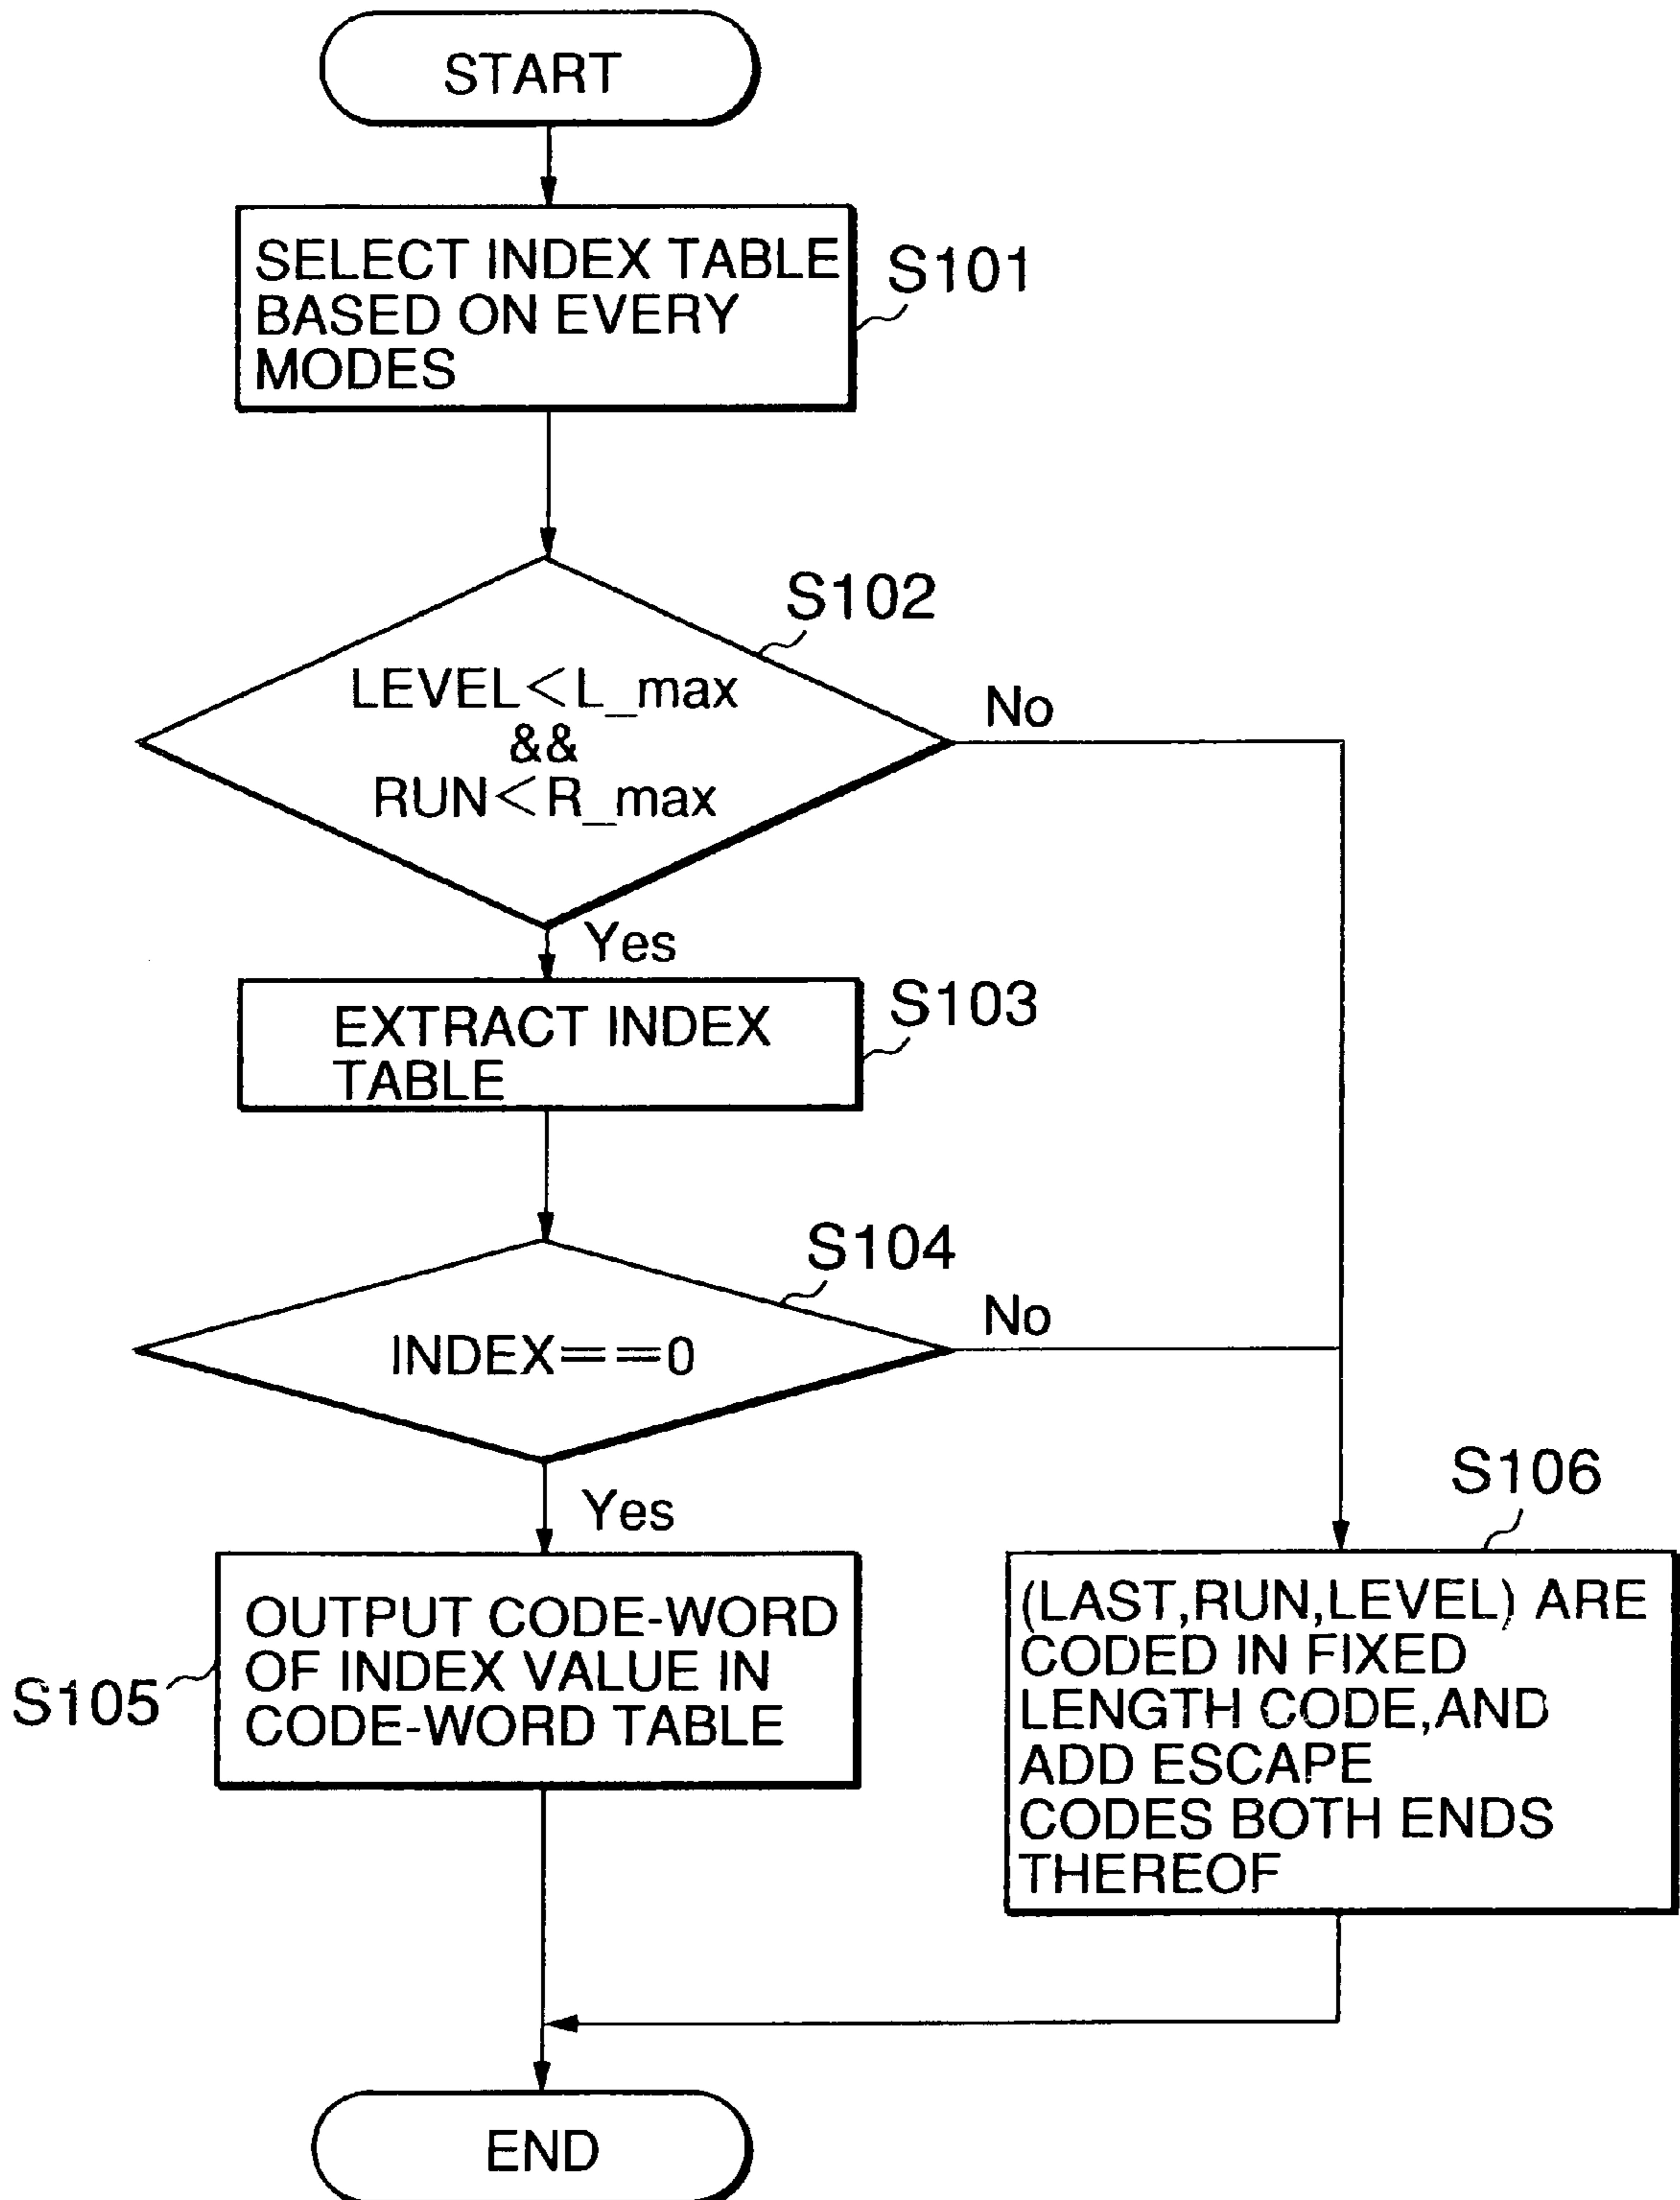 START
SELECT INDEX TABLE
BASED ON EVERY
MODES
S101
S102
LEVEL<L_max
&&
RUN<R_max
No
Yes
EXTRACT INDEX
TABLE
S103
S104
INDEX==0
No
Yes
S105
OUTPUT CODE-WORD
OF INDEX VALUE IN
CODE-WORD TABLE
S106
(LAST,RUN,LEVEL) ARE
CODED IN FIXED
LENGTH CODE,AND
ADD ESCAPE
CODES BOTH ENDS
THEREOF
END